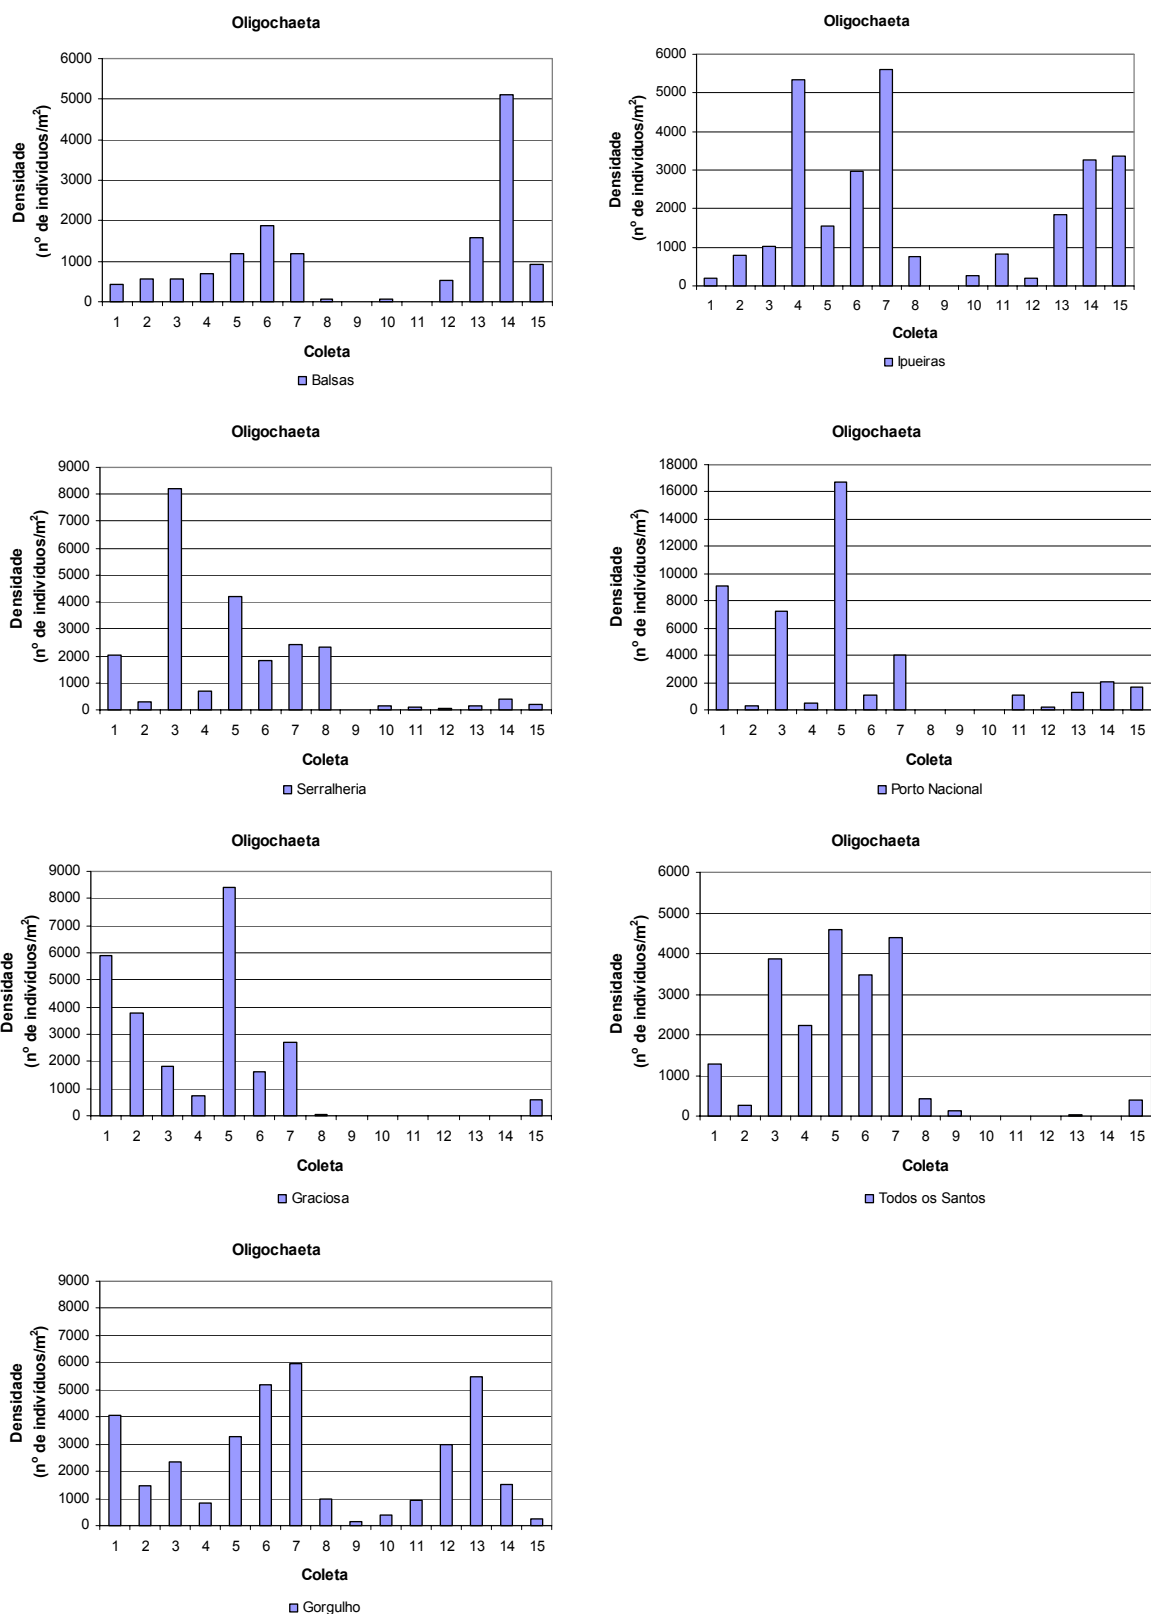 Oligochaeta
Densidade
(nº de indivíduos/m²)
6000
5000
4000
3000
2000
1000
0
1 2 3 4 5 6 7 8 9 10 11 12 13 14 15
Coleta
Balsas
Oligochaeta
Densidade
(nº de indivíduos/m²)
6000
5000
4000
3000
2000
1000
0
1 2 3 4 5 6 7 8 9 10 11 12 13 14 15
Coleta
Ipueiras
Oligochaeta
Densidade
(nº de indivíduos/m²)
9000
8000
7000
6000
5000
4000
3000
2000
1000
0
1 2 3 4 5 6 7 8 9 10 11 12 13 14 15
Coleta
Serralheria
Oligochaeta
Densidade
(nº de indivíduos/m²)
18000
16000
14000
12000
10000
8000
6000
4000
2000
0
1 2 3 4 5 6 7 8 9 10 11 12 13 14 15
Coleta
Porto Nacional
Oligochaeta
Densidade
(nº de indivíduos/m²)
9000
8000
7000
6000
5000
4000
3000
2000
1000
0
1 2 3 4 5 6 7 8 9 10 11 12 13 14 15
Coleta
Graciosa
Oligochaeta
Densidade
(nº de indivíduos/m²)
6000
5000
4000
3000
2000
1000
0
1 2 3 4 5 6 7 8 9 10 11 12 13 14 15
Coleta
Todos os Santos
Oligochaeta
Densidade
(nº de indivíduos/m²)
9000
8000
7000
6000
5000
4000
3000
2000
1000
0
1 2 3 4 5 6 7 8 9 10 11 12 13 14 15
Coleta
Gorgulho